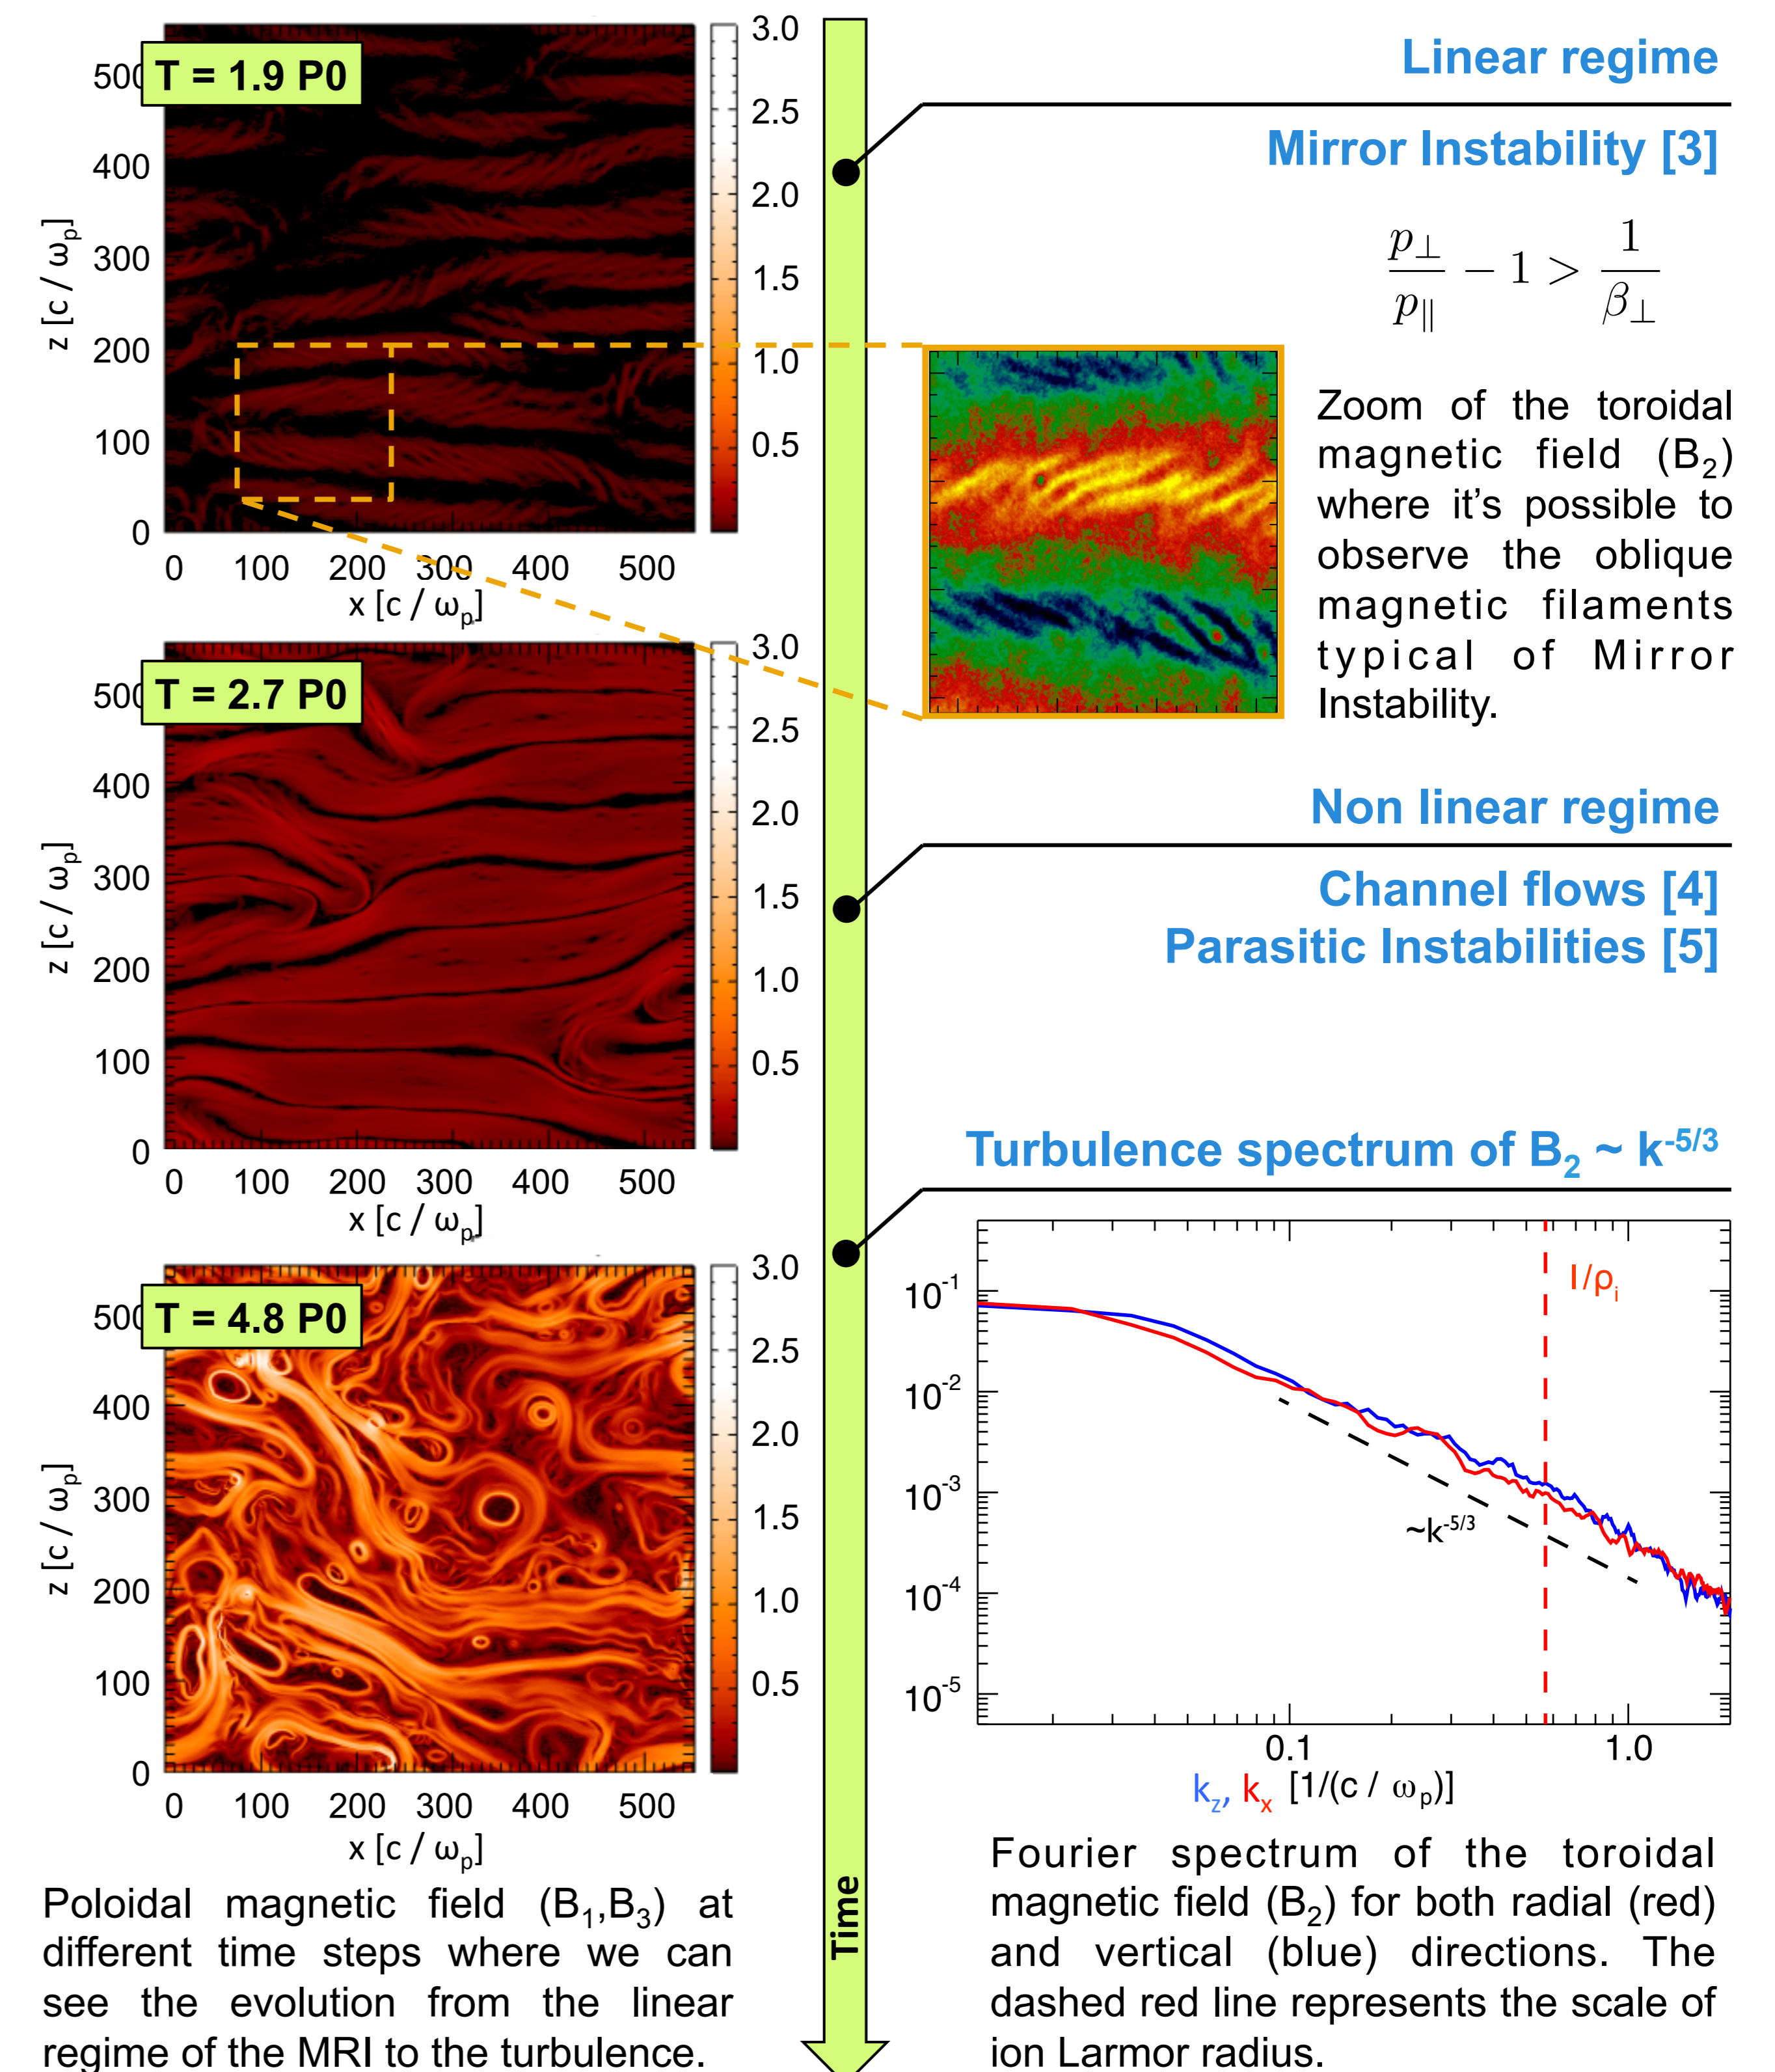 T = 1.9 P0
500
400
300
200
100
0
z [c / ωp]
0 100 200 300 400 500
x [c / ωp]
3.0
2.5
2.0
1.5
1.0
0.5
Linear regime
Mirror Instability [3]
p⊥/p∥ − 1 > 1/β⊥
Zoom of the toroidal
magnetic field (B₂)
where it's possible to
observe the oblique
magnetic filaments
typical of Mirror
Instability.
T = 2.7 P0
500
400
300
200
100
0
z [c / ωp]
0 100 200 300 400 500
x [c / ωp]
3.0
2.5
2.0
1.5
1.0
0.5
Non linear regime
Channel flows [4]
Parasitic Instabilities [5]
T = 4.8 P0
500
400
300
200
100
0
z [c / ωp]
0 100 200 300 400 500
x [c / ωp]
3.0
2.5
2.0
1.5
1.0
0.5
Turbulence spectrum of B₂ ~ k⁻⁵/³
10⁻¹
10⁻²
10⁻³
10⁻⁴
10⁻⁵
1/ρᵢ
~k⁻⁵/³
0.1 1.0
kz, kx [1/(c / ωp)]
Time
Poloidal magnetic field (B₁,B₃) at
different time steps where we can
see the evolution from the linear
regime of the MRI to the turbulence.
Fourier spectrum of the toroidal
magnetic field (B₂) for both radial (red)
and vertical (blue) directions. The
dashed red line represents the scale of
ion Larmor radius.